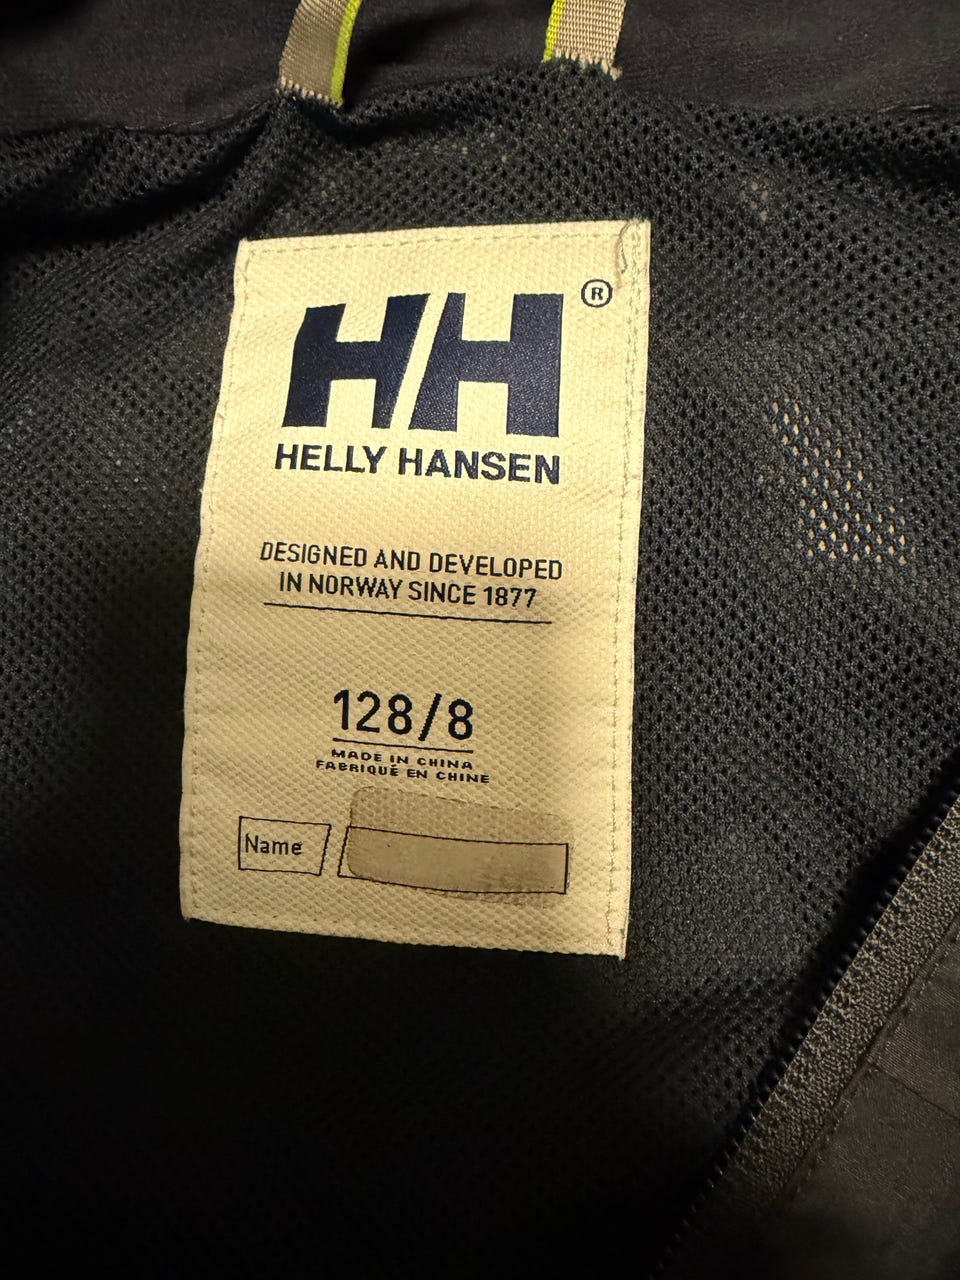 HH®
HELLY HANSEN
DESIGNED AND DEVELOPED
IN NORWAY SINCE 1877
128/8
MADE IN CHINA
FABRIQUÉ EN CHINE
Name